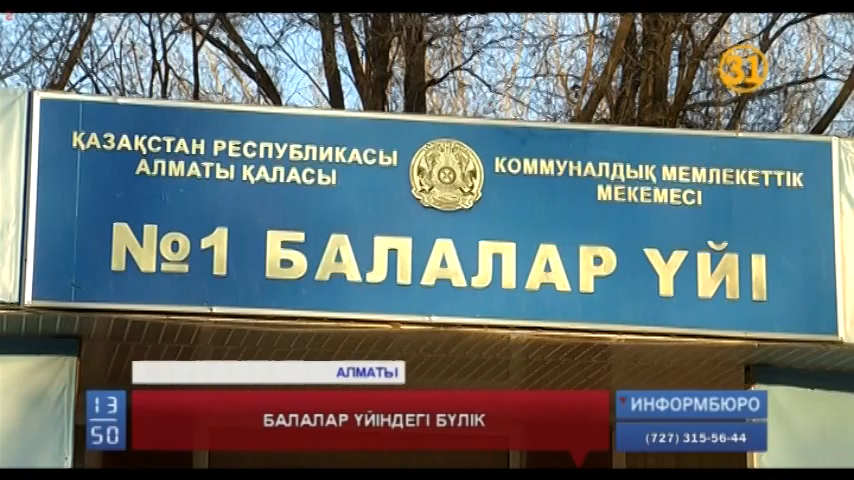 31
ҚАЗАҚСТАН РЕСПУБЛИКАСЫ
АЛМАТЫ ҚАЛАСЫ
КОММУНАЛДЫҚ МЕМЛЕКЕТТІК
МЕКЕМЕСІ
№1 БАЛАЛАР ҮЙІ
АЛМАТЫ
13
50
БАЛАЛАР ҮЙІНДЕГІ БҮЛІК
ИНФОРМБЮРО
(727) 315-56-44